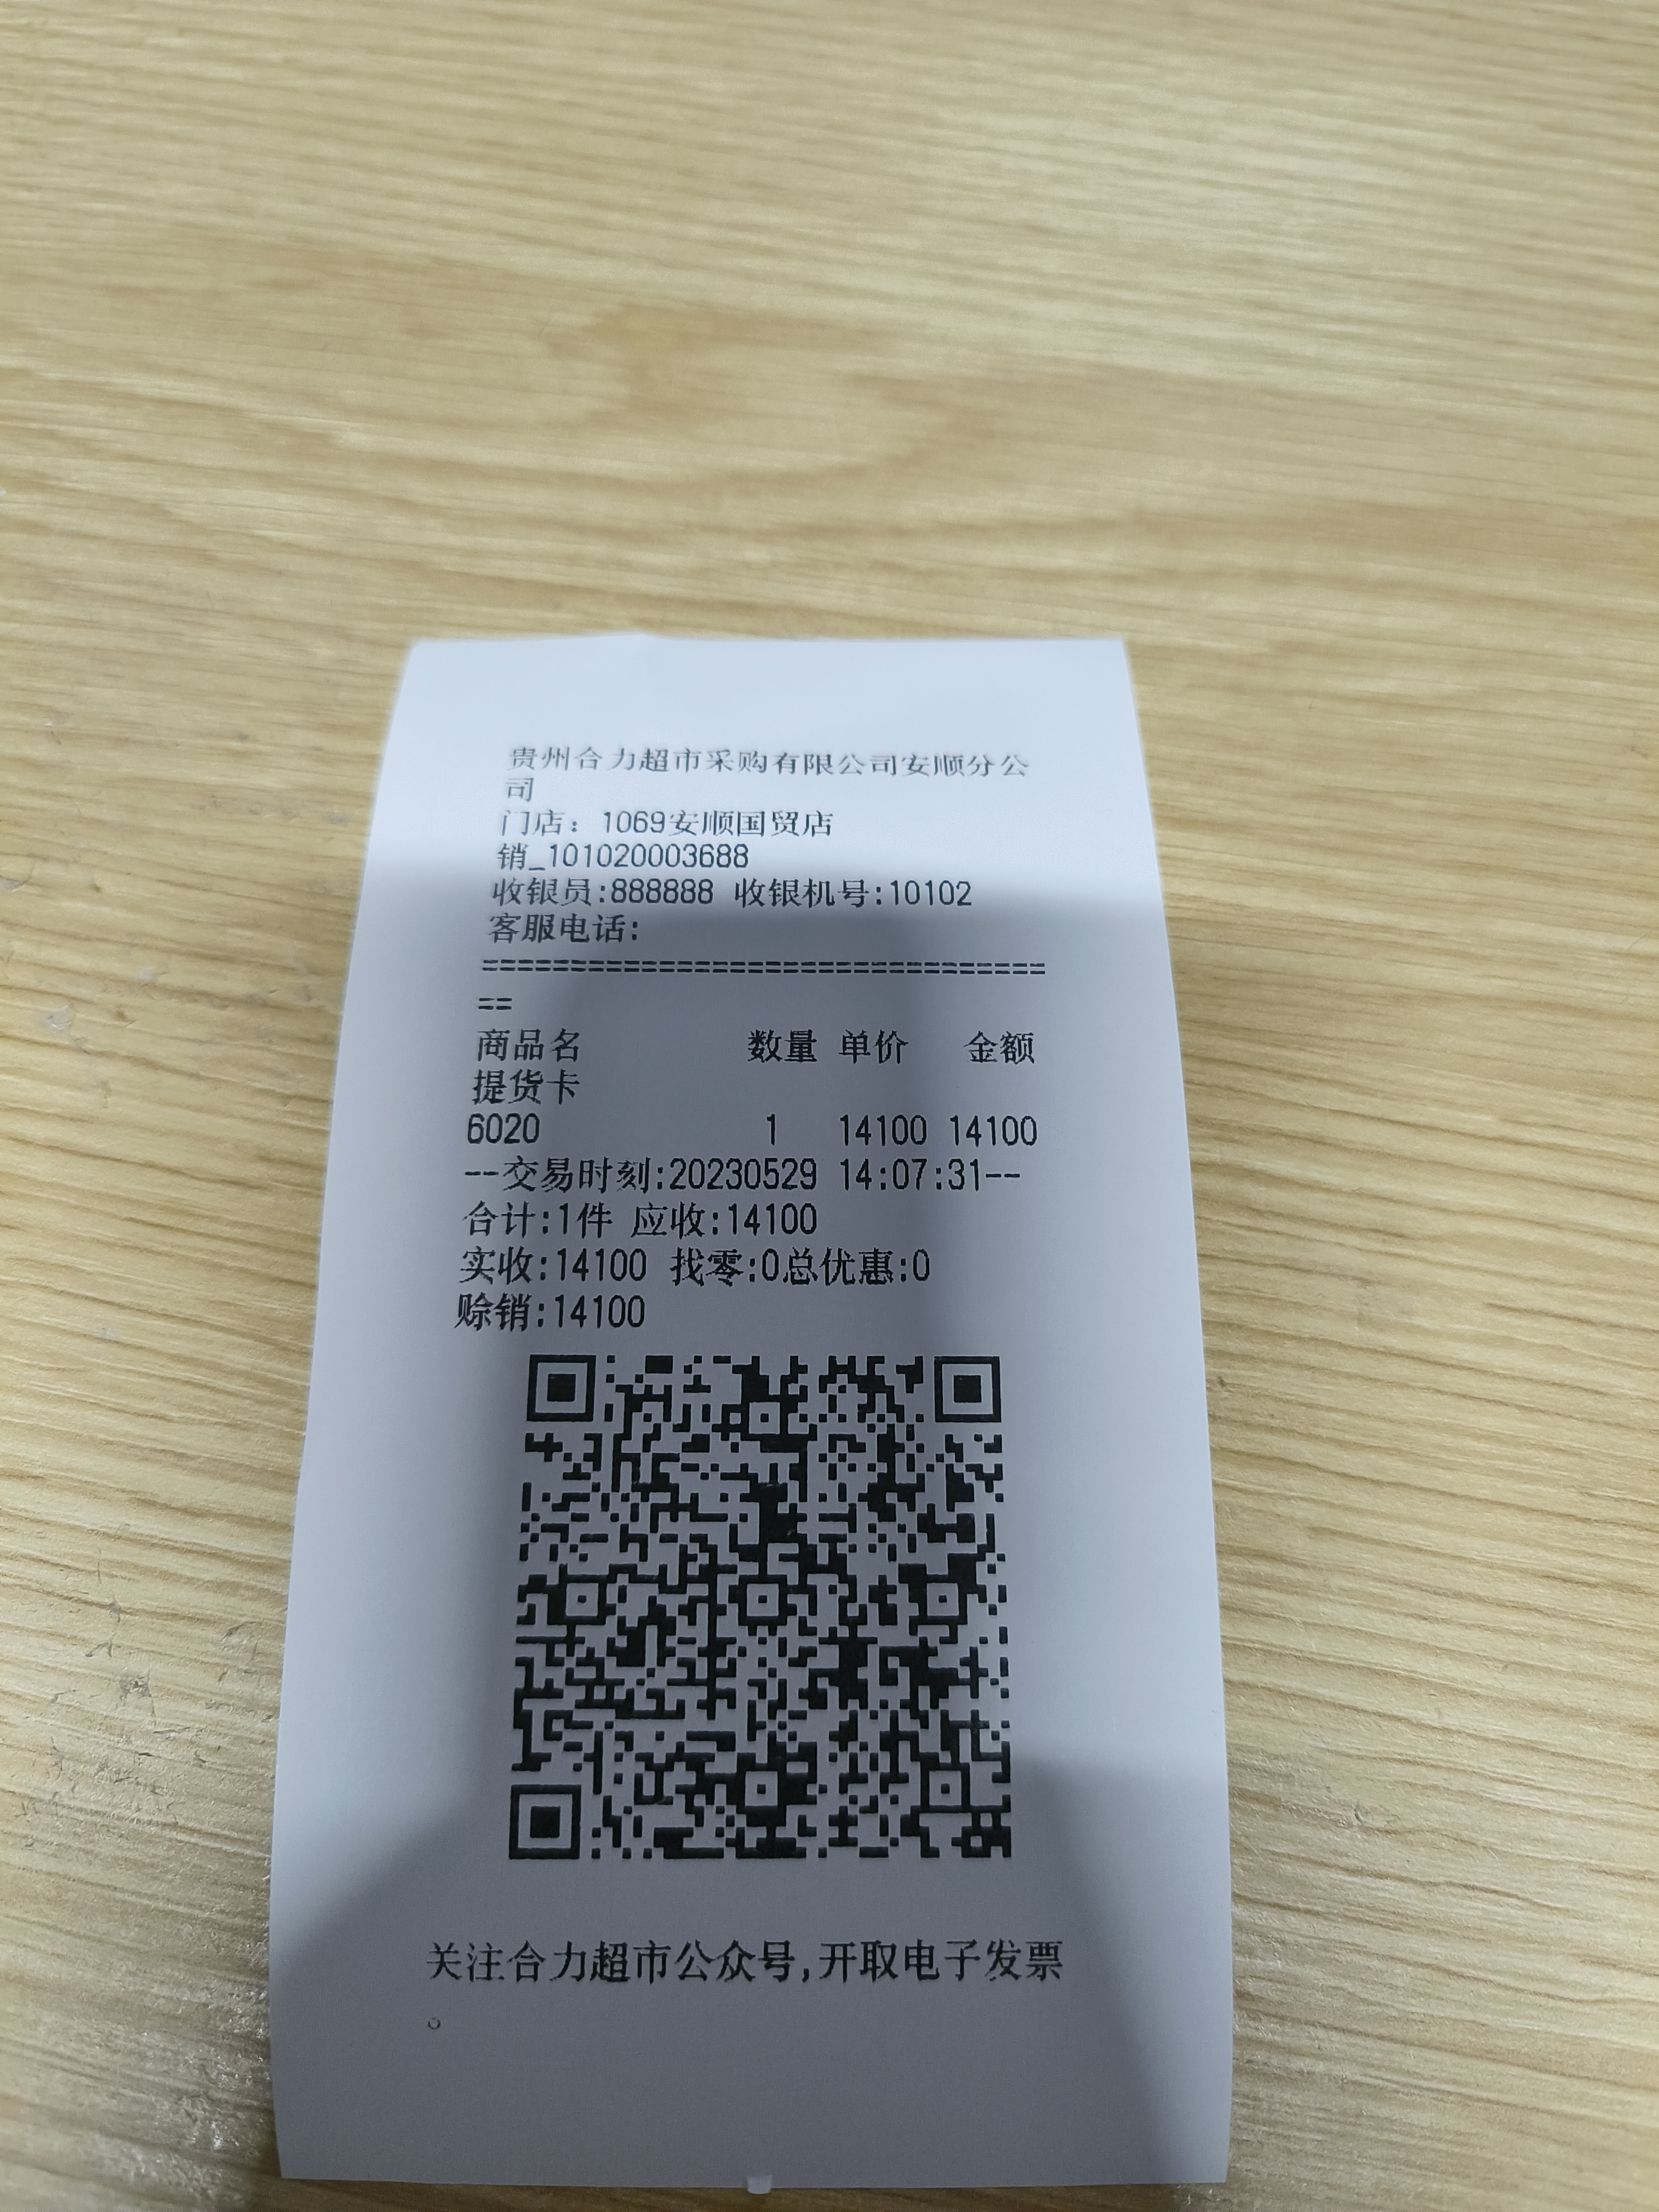 贵州合力超市采购有限公司安顺分公
司
门店：1069安顺国贸店
销_101020003688
收银员:888888 收银机号:10102
客服电话:
================================
==
商品名 数量 单价 金额
提货卡
6020 1 14100 14100
--交易时刻:20230529 14:07:31--
合计:1件 应收:14100
实收:14100 找零:0总优惠:0
赊销:14100
关注合力超市公众号,开取电子发票
。